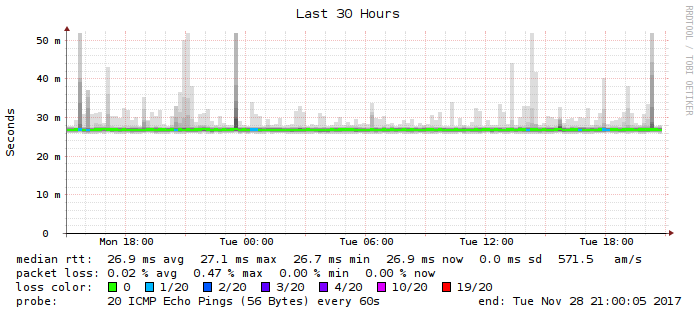 Last 30 Hours
RRDTOOL / TOBI OETIKER
Seconds
50 m
40 m
30 m
20 m
10 m
0
Mon 18:00 Tue 00:00 Tue 06:00 Tue 12:00 Tue 18:00
median rtt: 26.9 ms avg 27.1 ms max 26.7 ms min 26.9 ms now 0.0 ms sd 571.5 am/s
packet loss: 0.02 % avg 0.47 % max 0.00 % min 0.00 % now
loss color: 0 1/20 2/20 3/20 4/20 10/20 19/20
probe: 20 ICMP Echo Pings (56 Bytes) every 60s end: Tue Nov 28 21:00:05 2017